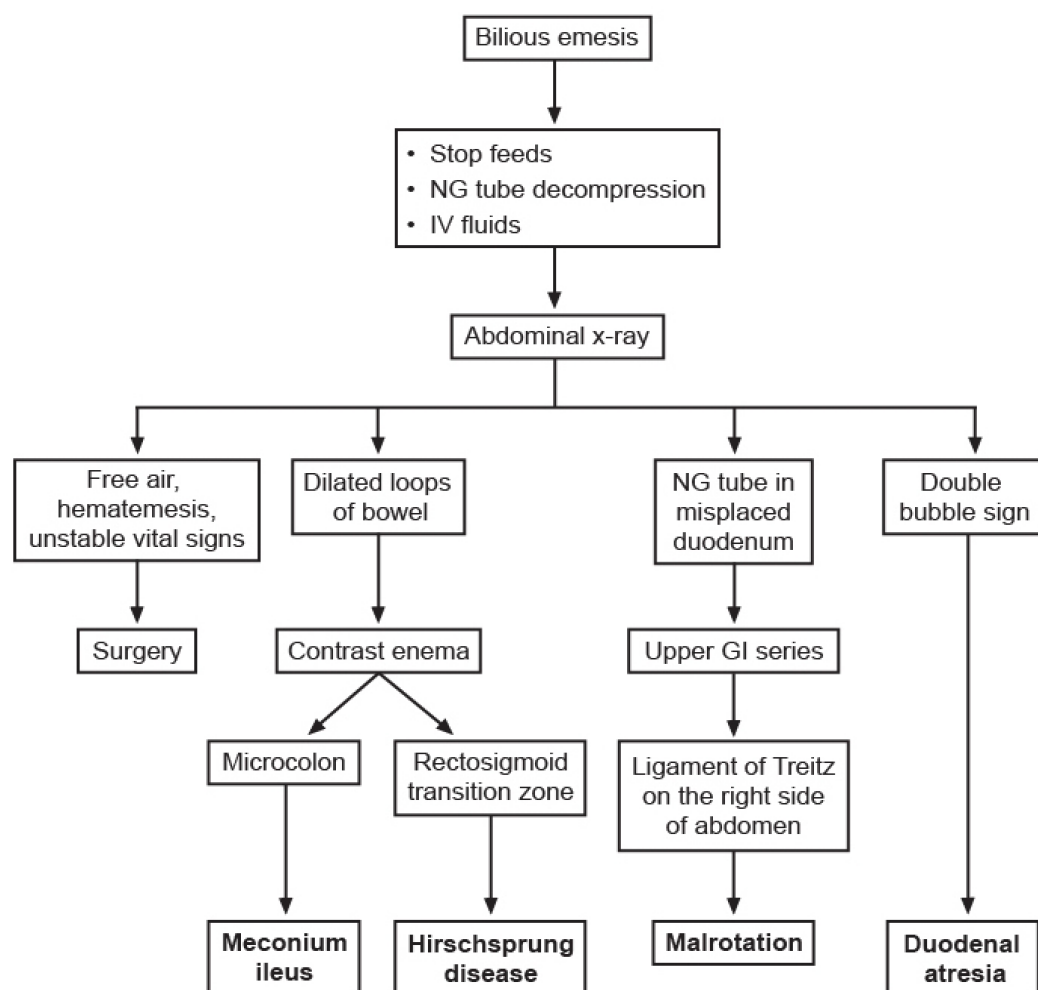 Bilious emesis
• Stop feeds
• NG tube decompression
• IV fluids
Abdominal x-ray
Free air,
hematemesis,
unstable vital signs
Dilated loops
of bowel
NG tube in
misplaced
duodenum
Double
bubble sign
Surgery
Contrast enema
Upper GI series
Microcolon
Rectosigmoid
transition zone
Ligament of Treitz
on the right side
of abdomen
Meconium
ileus
Hirschsprung
disease
Malrotation
Duodenal
atresia